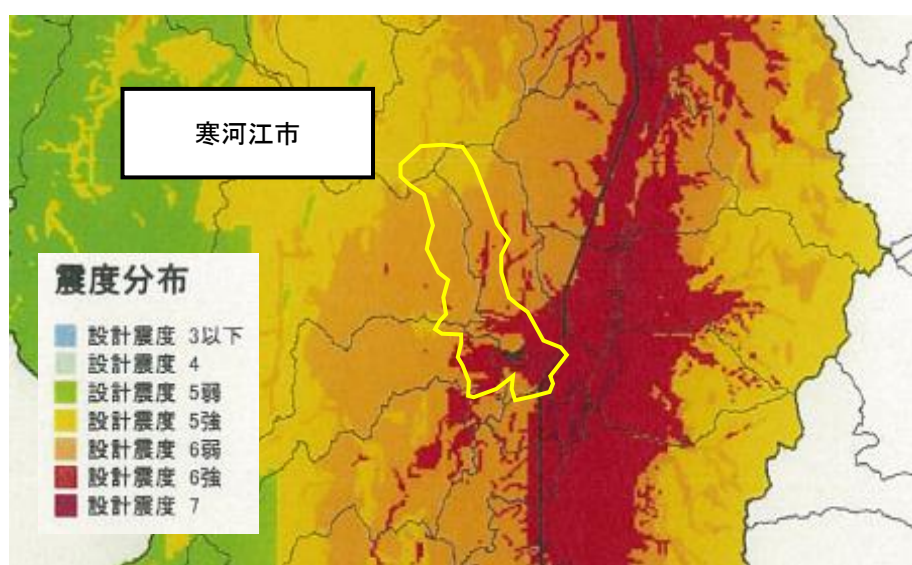 寒河江市
震度分布
設計震度 3以下
設計震度 4
設計震度 5弱
設計震度 5強
設計震度 6弱
設計震度 6強
設計震度 7